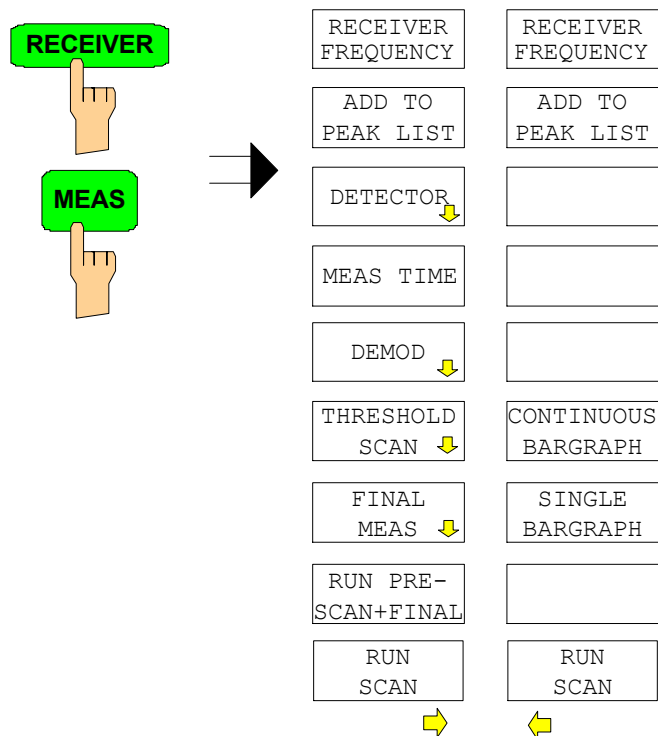 RECEIVER
MEAS
RECEIVER
FREQUENCY
ADD TO
PEAK LIST
DETECTOR
MEAS TIME
DEMOD
THRESHOLD
SCAN
FINAL
MEAS
RUN PRE-
SCAN+FINAL
RUN
SCAN
RECEIVER
FREQUENCY
ADD TO
PEAK LIST
CONTINUOUS
BARGRAPH
SINGLE
BARGRAPH
RUN
SCAN